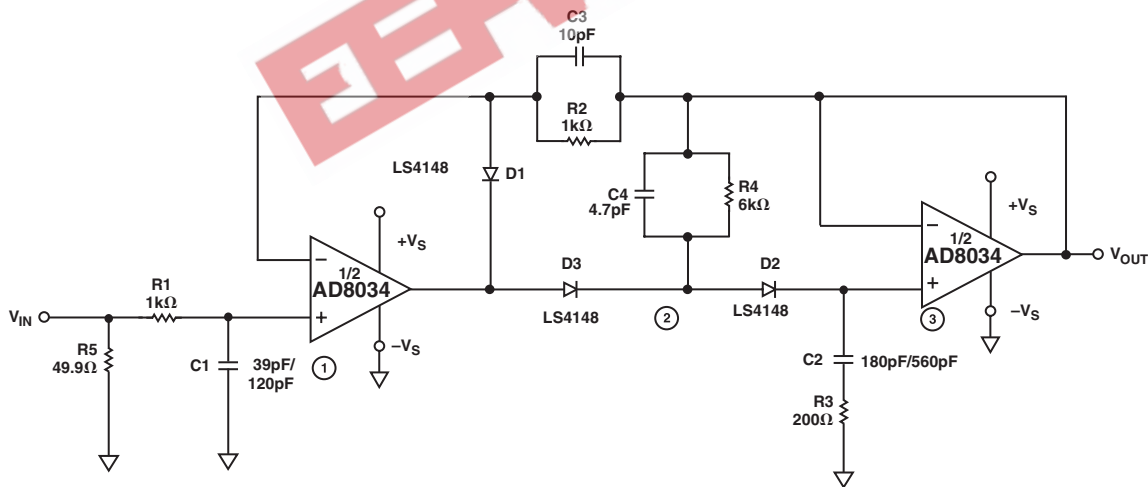 C3
10pF
R2
1kΩ
LS4148
D1
C4
4.7pF
R4
6kΩ
+VS
+VS
−
1/2
AD8034
+
−VS
D3
LS4148
2
D2
LS4148
−
1/2
AD8034
+
−VS
VOUT
3
R1
1kΩ
VIN
R5
49.9Ω
C1
39pF/
120pF
1
C2
180pF/560pF
R3
200Ω